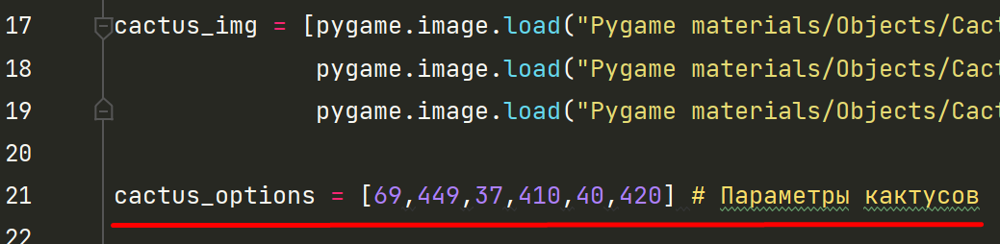 17 cactus_img = [pygame.image.load("Pygame materials/Objects/Cact
18 pygame.image.load("Pygame materials/Objects/Cact
19 pygame.image.load("Pygame materials/Objects/Cact
20
21 cactus_options = [69,449,37,410,40,420] # Параметры кактусов
22